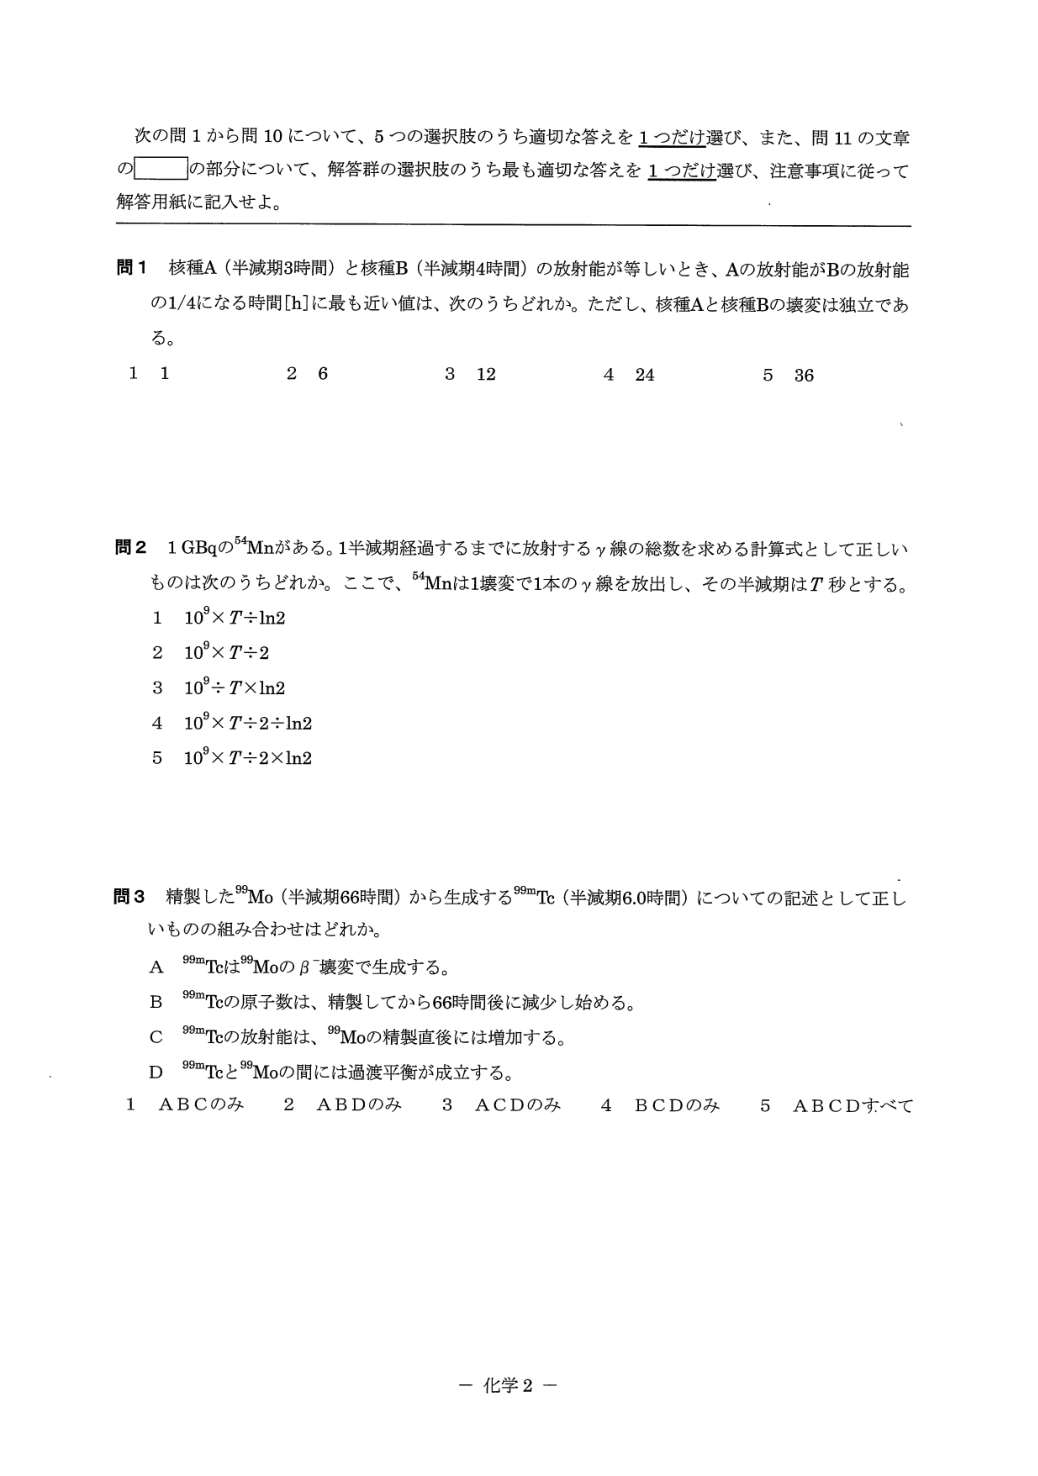 次の問 1 から問 10 について、5 つの選択肢のうち適切な答えを 1 つだけ選び、また、問 11 の文章
の の部分について、解答群の選択肢のうち最も適切な答えを 1 つだけ選び、注意事項に従って
解答用紙に記入せよ。
問1 核種A（半減期3時間）と核種B（半減期4時間）の放射能が等しいとき、Aの放射能がBの放射能
の1/4になる時間[h]に最も近い値は、次のうちどれか。ただし、核種Aと核種Bの壊変は独立であ
る。
1 1 2 6 3 12 4 24 5 36
問2 1 GBqの⁵⁴Mnがある。1半減期経過するまでに放射するγ線の総数を求める計算式として正しい
ものは次のうちどれか。ここで、⁵⁴Mnは1壊変で1本のγ線を放出し、その半減期はT 秒とする。
1 10⁹×T÷ln2
2 10⁹×T÷2
3 10⁹÷T×ln2
4 10⁹×T÷2÷ln2
5 10⁹×T÷2×ln2
問3 精製した⁹⁹Mo（半減期66時間）から生成する⁹⁹ᵐTc（半減期6.0時間）についての記述として正し
いものの組み合わせはどれか。
A ⁹⁹ᵐTcは⁹⁹Moのβ⁻壊変で生成する。
B ⁹⁹ᵐTcの原子数は、精製してから66時間後に減少し始める。
C ⁹⁹ᵐTcの放射能は、⁹⁹Moの精製直後には増加する。
D ⁹⁹ᵐTcと⁹⁹Moの間には過渡平衡が成立する。
1 ABCのみ 2 ABDのみ 3 ACDのみ 4 BCDのみ 5 ABCDすべて
－ 化学 2 －